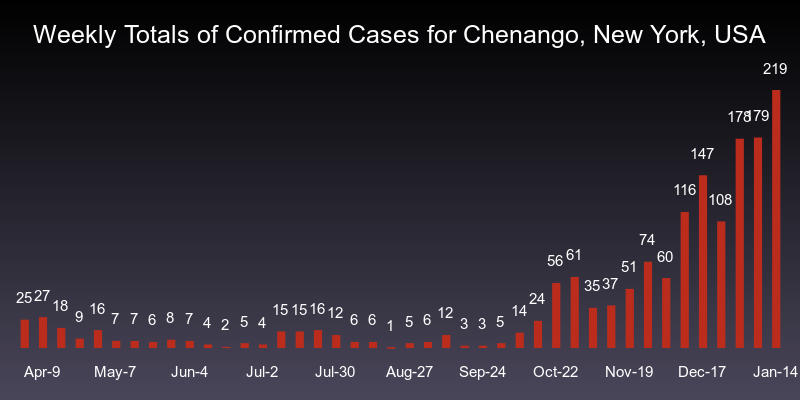 Weekly Totals of Confirmed Cases for Chenango, New York, USA
25 27 18 9 16 7 7 6 8 7 4 2 5 4 15 15 16 12 6 6 1 5 6 12 3 3 5 14 24 56 61 35 37 51 74 60 116 147 108 178 179 219
Apr-9 May-7 Jun-4 Jul-2 Jul-30 Aug-27 Sep-24 Oct-22 Nov-19 Dec-17 Jan-14